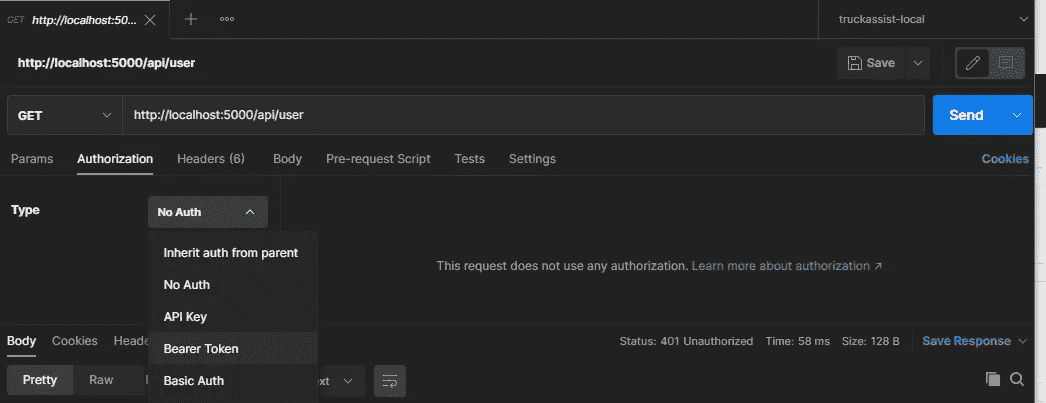 GET http://localhost:50...
truckassist-local
http://localhost:5000/api/user
Save
GET http://localhost:5000/api/user
Send
Params Authorization Headers (6) Body Pre-request Script Tests Settings Cookies
Type No Auth
Inherit auth from parent
This request does not use any authorization. Learn more about authorization ↗
No Auth
API Key
Bearer Token
Body Cookies Heade Status: 401 Unauthorized Time: 58 ms Size: 128 B Save Response
Pretty Raw
Basic Auth
ext